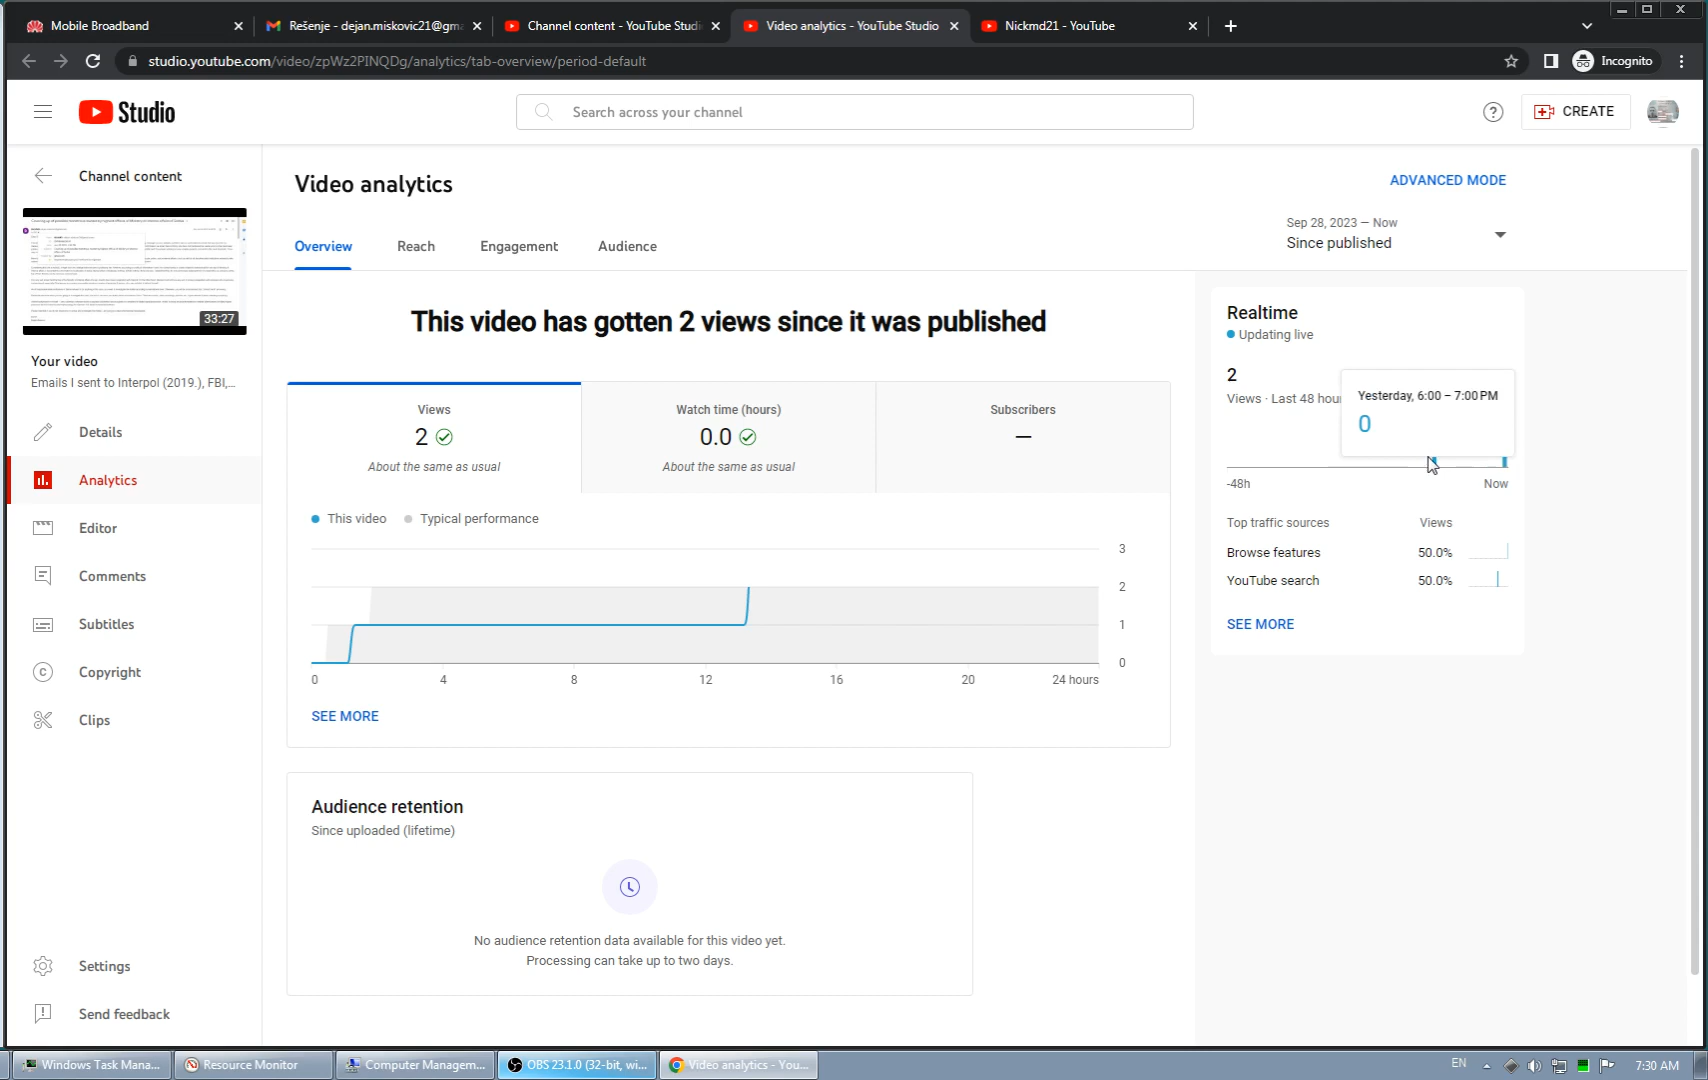 Mobile Broadband
Rešenje - dejan.miskovic21@gm
Channel content - YouTube Studi
Video analytics - YouTube Studio
Nickmd21 - YouTube
studio.youtube.com/video/zpWz2PINQDg/analytics/tab-overview/period-default
Incognito
Studio
Search across your channel
CREATE
Channel content
33:27
Your video
Emails I sent to Interpol (2019.), FBI,...
Details
Analytics
Editor
Comments
Subtitles
Copyright
Clips
Settings
Send feedback
Video analytics
ADVANCED MODE
Sep 28, 2023 – Now
Since published
Overview
Reach
Engagement
Audience
This video has gotten 2 views since it was published
Views
2
About the same as usual
Watch time (hours)
0.0
About the same as usual
Subscribers
—
This video
Typical performance
3
2
1
0
0
4
8
12
16
20
24 hours
SEE MORE
Audience retention
Since uploaded (lifetime)
No audience retention data available for this video yet.
Processing can take up to two days.
Realtime
Updating live
2
Views · Last 48 hou
Yesterday, 6:00 – 7:00 PM
0
-48h
Now
Top traffic sources
Views
Browse features
50.0%
YouTube search
50.0%
SEE MORE
Windows Task Mana...
Resource Monitor
Computer Managem...
OBS 23.1.0 (32-bit, wi...
Video analytics - You...
EN
7:30 AM